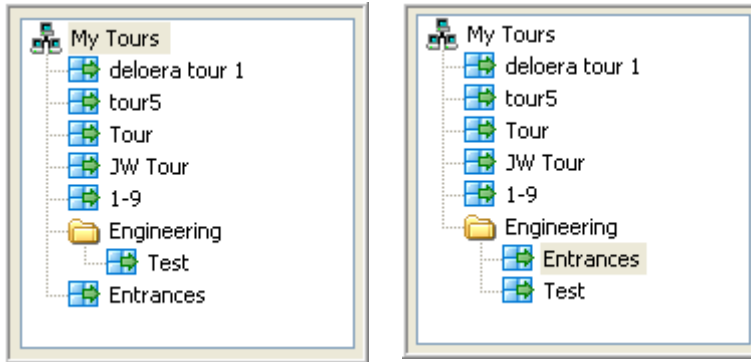 My Tours
deloera tour 1
tour5
Tour
JW Tour
1-9
Engineering
Test
Entrances
My Tours
deloera tour 1
tour5
Tour
JW Tour
1-9
Engineering
Entrances
Test